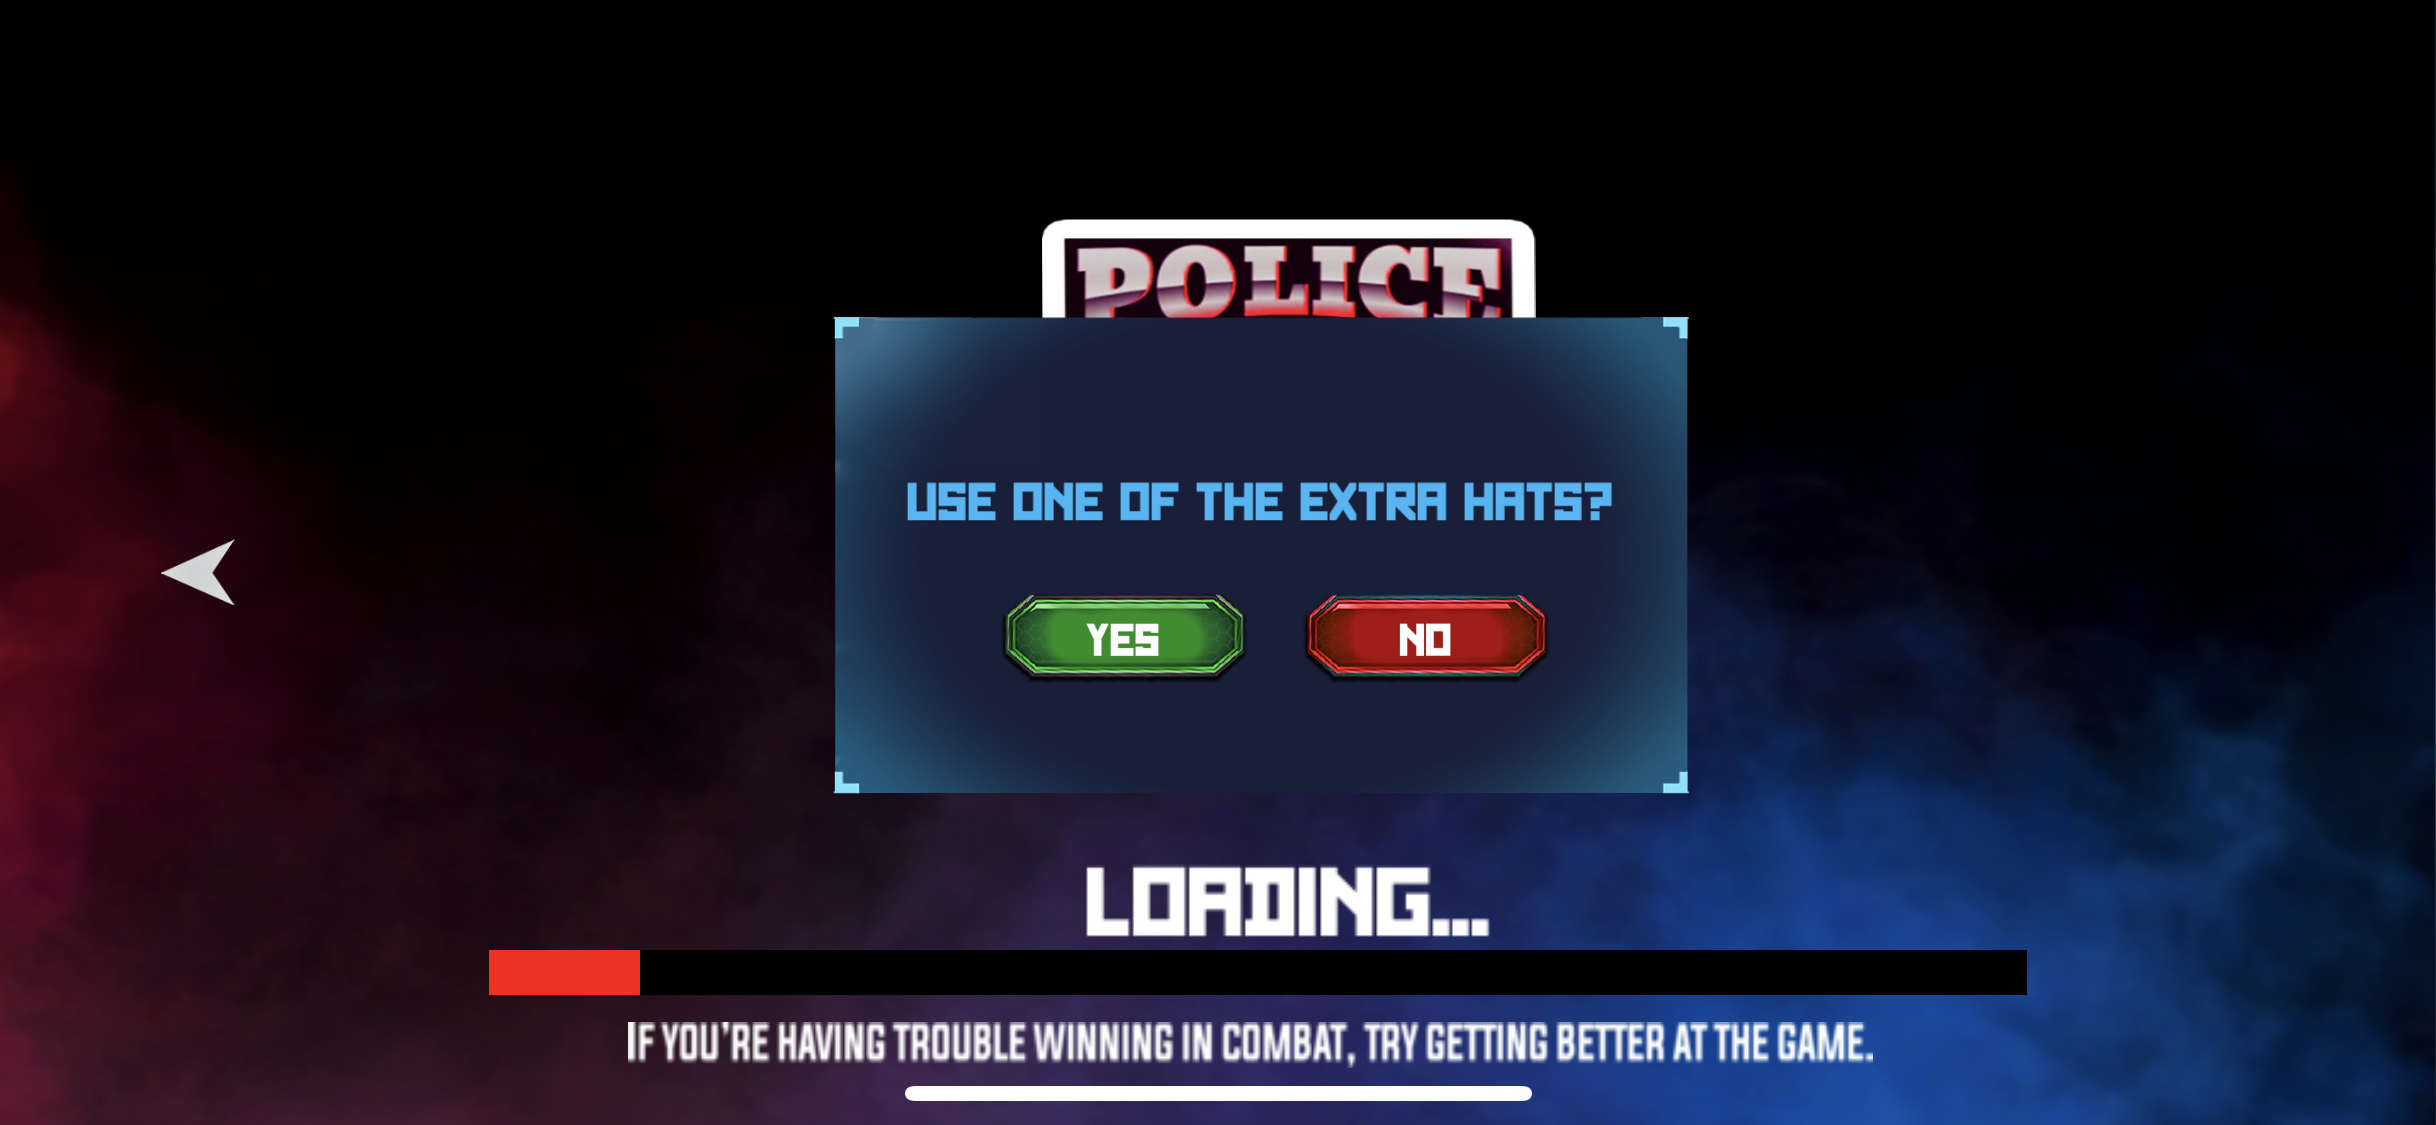 POLICE
USE ONE OF THE EXTRA HATS?
YES
NO
LOADING...
IF YOU'RE HAVING TROUBLE WINNING IN COMBAT, TRY GETTING BETTER AT THE GAME.